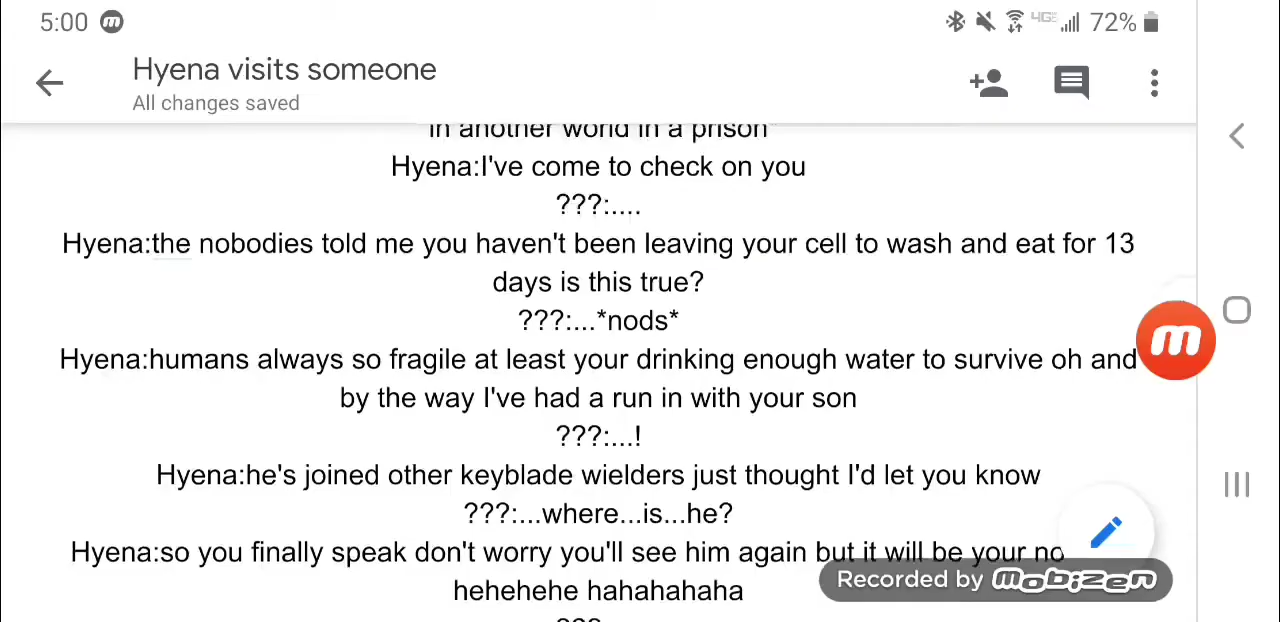 5:00 m 4GE 72%
Hyena visits someone
All changes saved
in another world in a prison"
Hyena:I've come to check on you
???:....
Hyena:the nobodies told me you haven't been leaving your cell to wash and eat for 13
days is this true?
???:...*nods*
Hyena:humans always so fragile at least your drinking enough water to survive oh and
by the way I've had a run in with your son
???:...!
Hyena:he's joined other keyblade wielders just thought I'd let you know
???:...where...is...he?
Hyena:so you finally speak don't worry you'll see him again but it will be your
hehehehe hahahahaha
Recorded by Mobizen